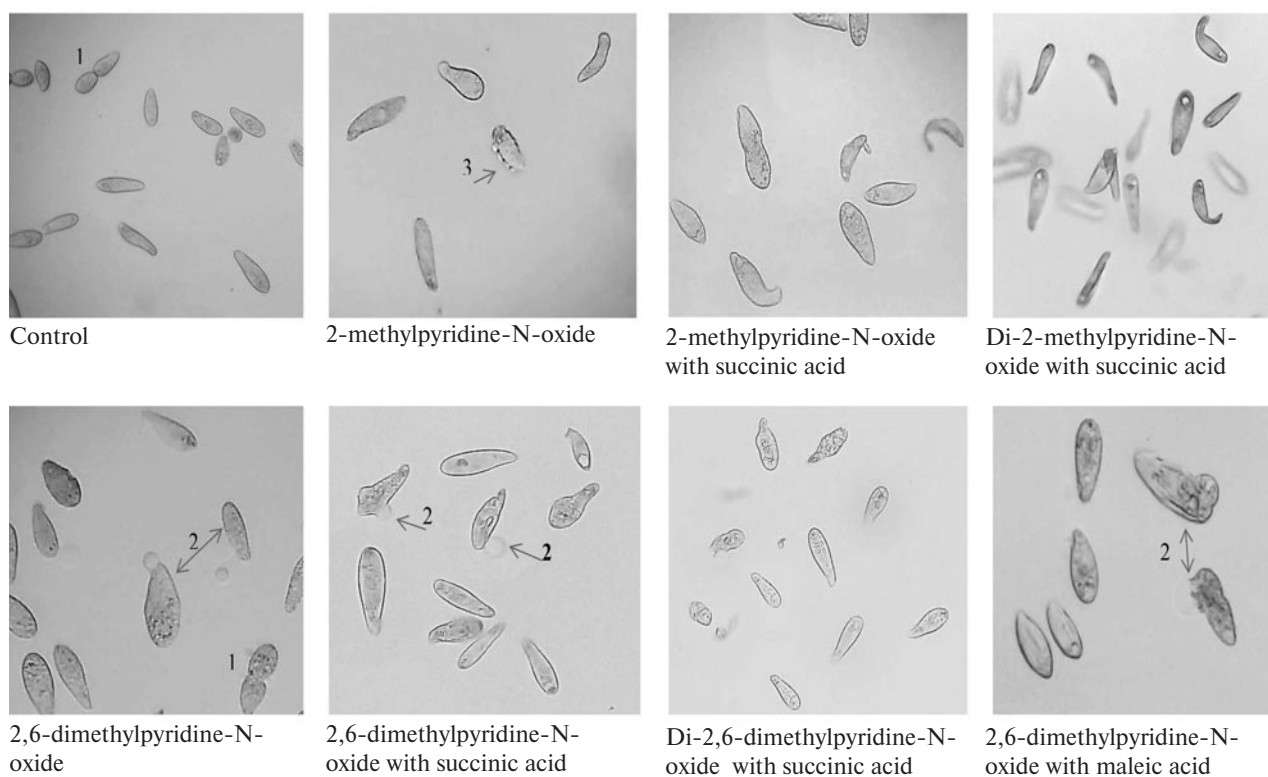 1
3
Control
2-methylpyridine-N-oxide
2-methylpyridine-N-oxide
with succinic acid
Di-2-methylpyridine-N-
oxide with succinic acid
2
1
2
2
2
2,6-dimethylpyridine-N-
oxide
2,6-dimethylpyridine-N-
oxide with succinic acid
Di-2,6-dimethylpyridine-N-
oxide with succinic acid
2,6-dimethylpyridine-N-
oxide with maleic acid